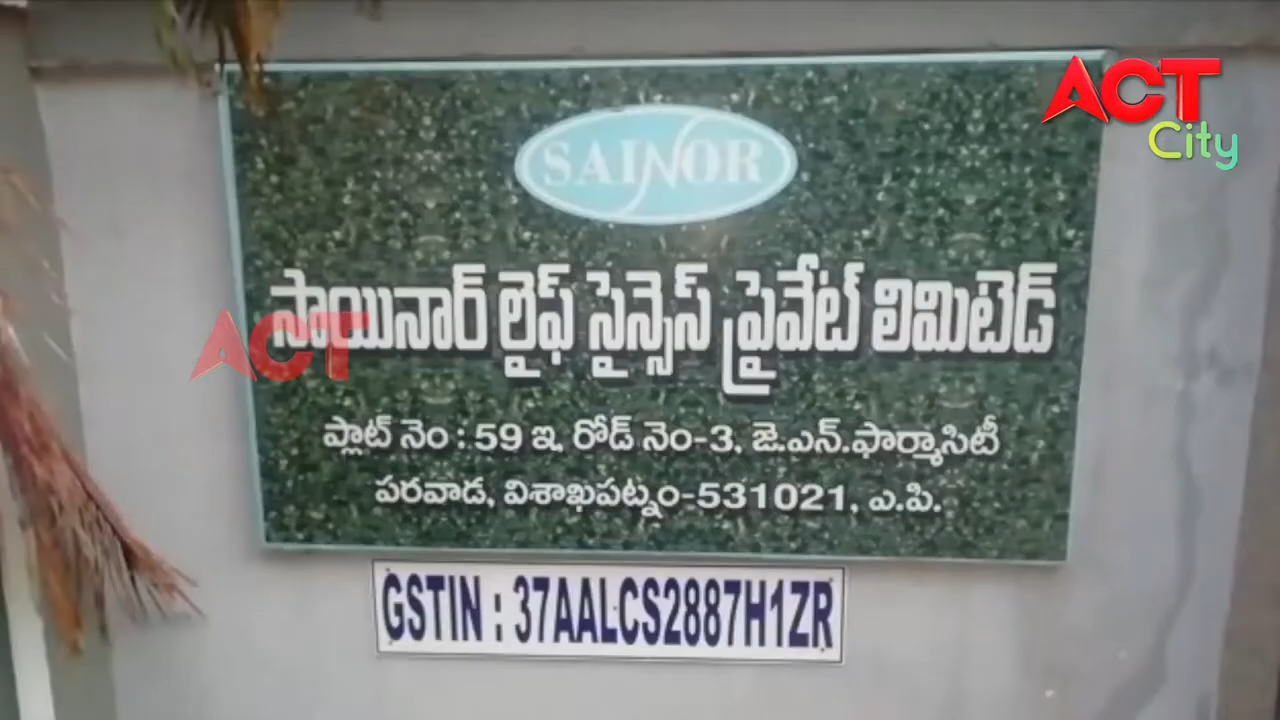 ACT
City
SAINOR
సాయినార్ లైఫ్ సైన్సెస్ ప్రైవేట్ లిమిటెడ్
ACT
ప్లాట్ నెం : 59 ఇ, రోడ్ నెం-3, జె.ఎన్.ఫార్మాసిటీ
పరవాడ, విశాఖపట్నం-531021, ఎ.పి.
GSTIN : 37AALCS2887H1ZR